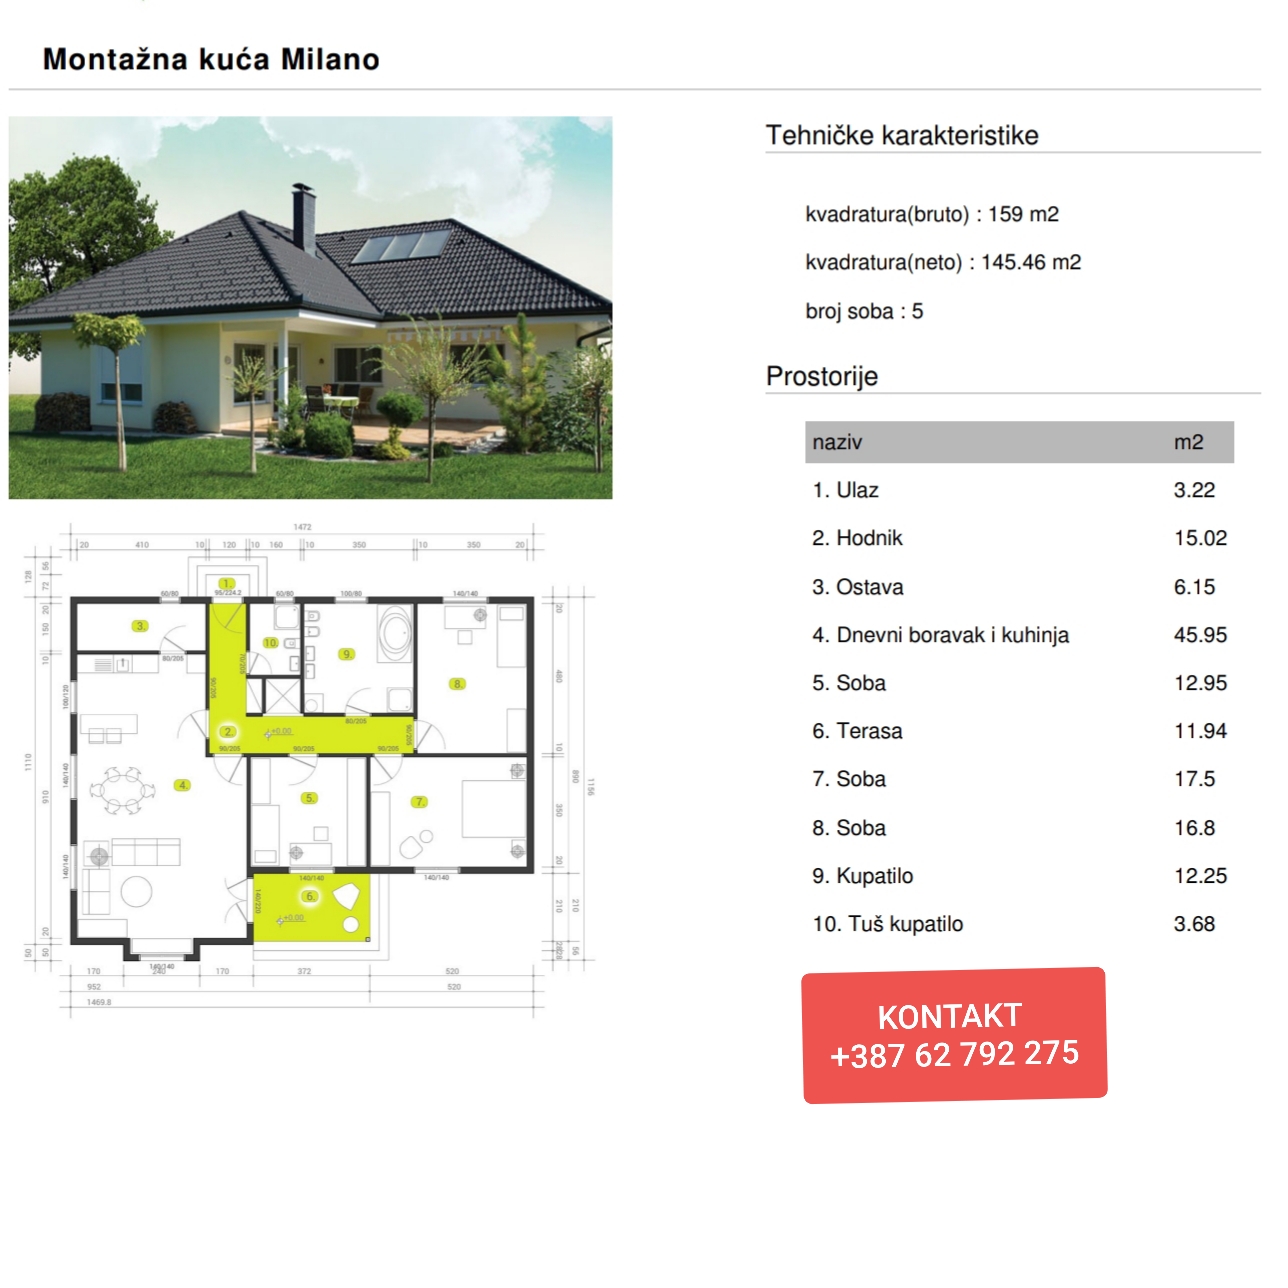 Montažna kuća Milano
Tehničke karakteristike
kvadratura(bruto) : 159 m2
kvadratura(neto) : 145.46 m2
broj soba : 5
Prostorije
naziv m2
1. Ulaz 3.22
2. Hodnik 15.02
3. Ostava 6.15
4. Dnevni boravak i kuhinja 45.95
5. Soba 12.95
6. Terasa 11.94
7. Soba 17.5
8. Soba 16.8
9. Kupatilo 12.25
10. Tuš kupatilo 3.68
KONTAKT
+387 62 792 275
1472
20 410 10 120 10 160 10 350 10 350 20
128
56
72
1.
60/80 95/224.2 60/80 100/80 140/140
20
150
10
3.
10.
9.
8.
80/205
70/205
90/205
100/120
2.
+0.00
80/205
90/205
90/205 90/205 90/205
4.
5.
7.
140/140
140/140
1110
910
20
480
10
350
20
890
1156
140/140 140/140
6.
140/220
+0.00
210
210
20
50
50
56
140/140
170 240 170 372 520
952 520
1469.8